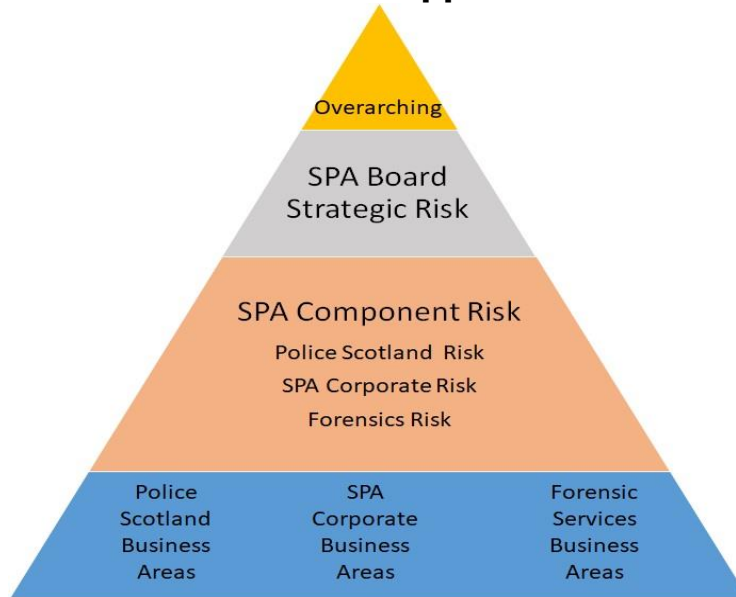 Overarching
SPA Board
Strategic Risk
SPA Component Risk
Police Scotland Risk
SPA Corporate Risk
Forensics Risk
Police
Scotland
Business
Areas
SPA
Corporate
Business
Areas
Forensic
Services
Business
Areas